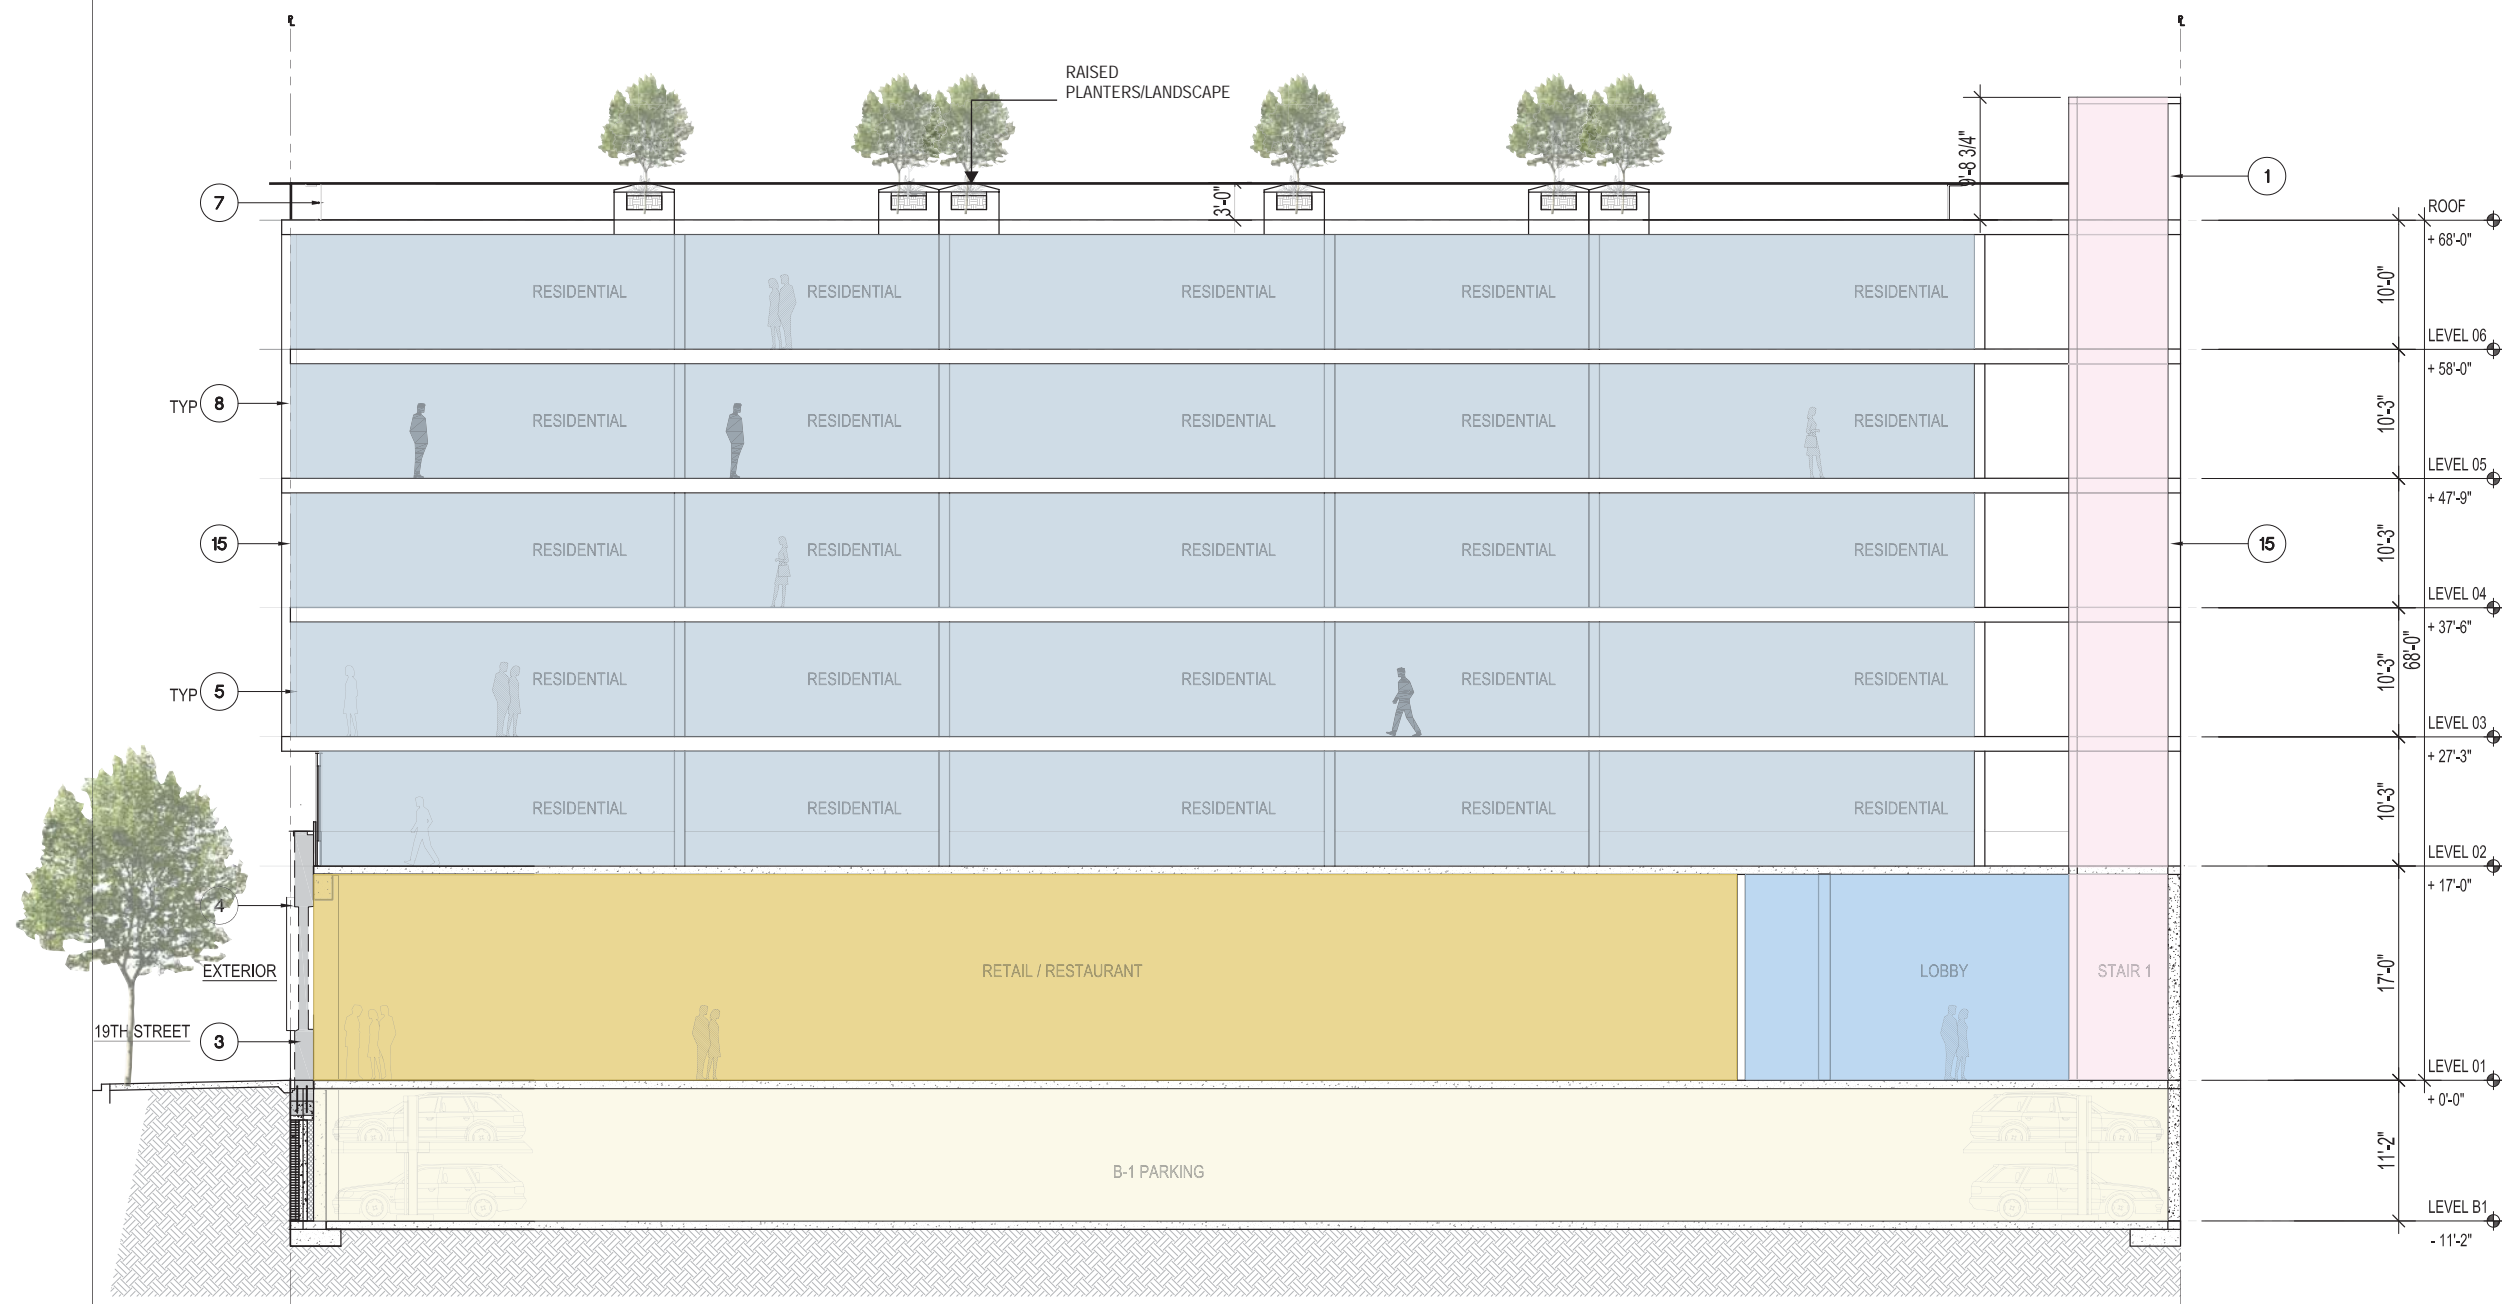 PL
PL
RAISED
PLANTERS/LANDSCAPE
9'-8 3/4"
1
7
3'-0"
ROOF
+ 68'-0"
RESIDENTIAL RESIDENTIAL RESIDENTIAL RESIDENTIAL RESIDENTIAL
10'-0"
LEVEL 06
+ 58'-0"
TYP 8
RESIDENTIAL RESIDENTIAL RESIDENTIAL RESIDENTIAL RESIDENTIAL
10'-3"
LEVEL 05
+ 47'-9"
15
RESIDENTIAL RESIDENTIAL RESIDENTIAL RESIDENTIAL RESIDENTIAL
15
10'-3"
LEVEL 04
+ 37'-6"
68'-0"
TYP 5
RESIDENTIAL RESIDENTIAL RESIDENTIAL RESIDENTIAL RESIDENTIAL
10'-3"
LEVEL 03
+ 27'-3"
RESIDENTIAL RESIDENTIAL RESIDENTIAL RESIDENTIAL RESIDENTIAL
10'-3"
LEVEL 02
+ 17'-0"
4
EXTERIOR
RETAIL / RESTAURANT
LOBBY
STAIR 1
17'-0"
19TH STREET
3
LEVEL 01
+ 0'-0"
B-1 PARKING
11'-2"
LEVEL B1
- 11'-2"